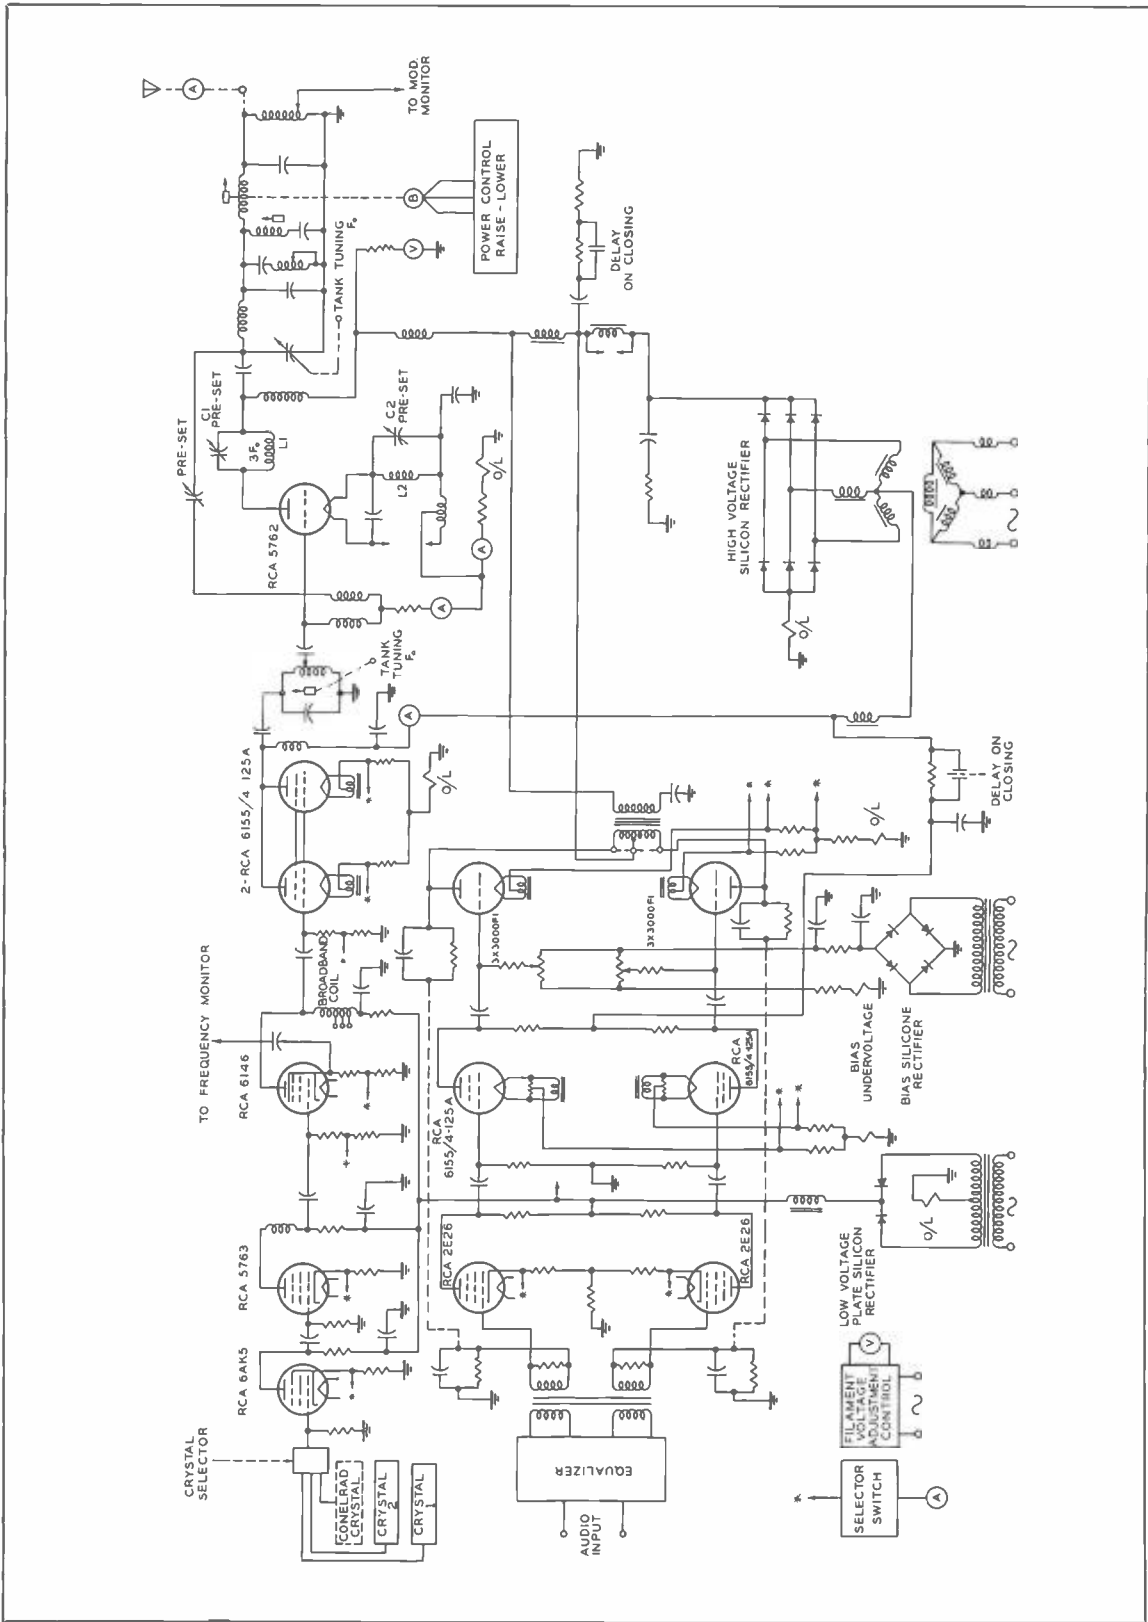 CRYSTAL
SELECTOR
CONELRAD
CRYSTAL
CRYSTAL
2
CRYSTAL
1
RCA 6AK5
RCA 5763
RCA 6146
TO FREQUENCY MONITOR
BROADBAND
COIL
2-RCA 6155/4 125A
O/L
A
TANK
TUNING
F₀
RCA 5762
A
A
O/L
PRE-SET
C1
PRE-SET
3F₀
L1
L2
C2
PRE-SET
TANK TUNING
F₀
V
B
POWER CONTROL
RAISE - LOWER
A
TO MOD.
MONITOR
DELAY
ON CLOSING
AUDIO
INPUT
EQUALIZER
RCA 2E26
RCA 2E26
RCA
6155/4-125A
RCA
6155/4-125A
3X3000F1
3X3000F1
O/L
HIGH VOLTAGE
SILICON RECTIFIER
O/L
DELAY ON
CLOSING
SELECTOR
SWITCH
A
FILAMENT
VOLTAGE
ADJUSTMENT
CONTROL
V
LOW VOLTAGE
PLATE SILICON
RECTIFIER
O/L
BIAS
UNDERVOLTAGE
BIAS SILICONE
RECTIFIER